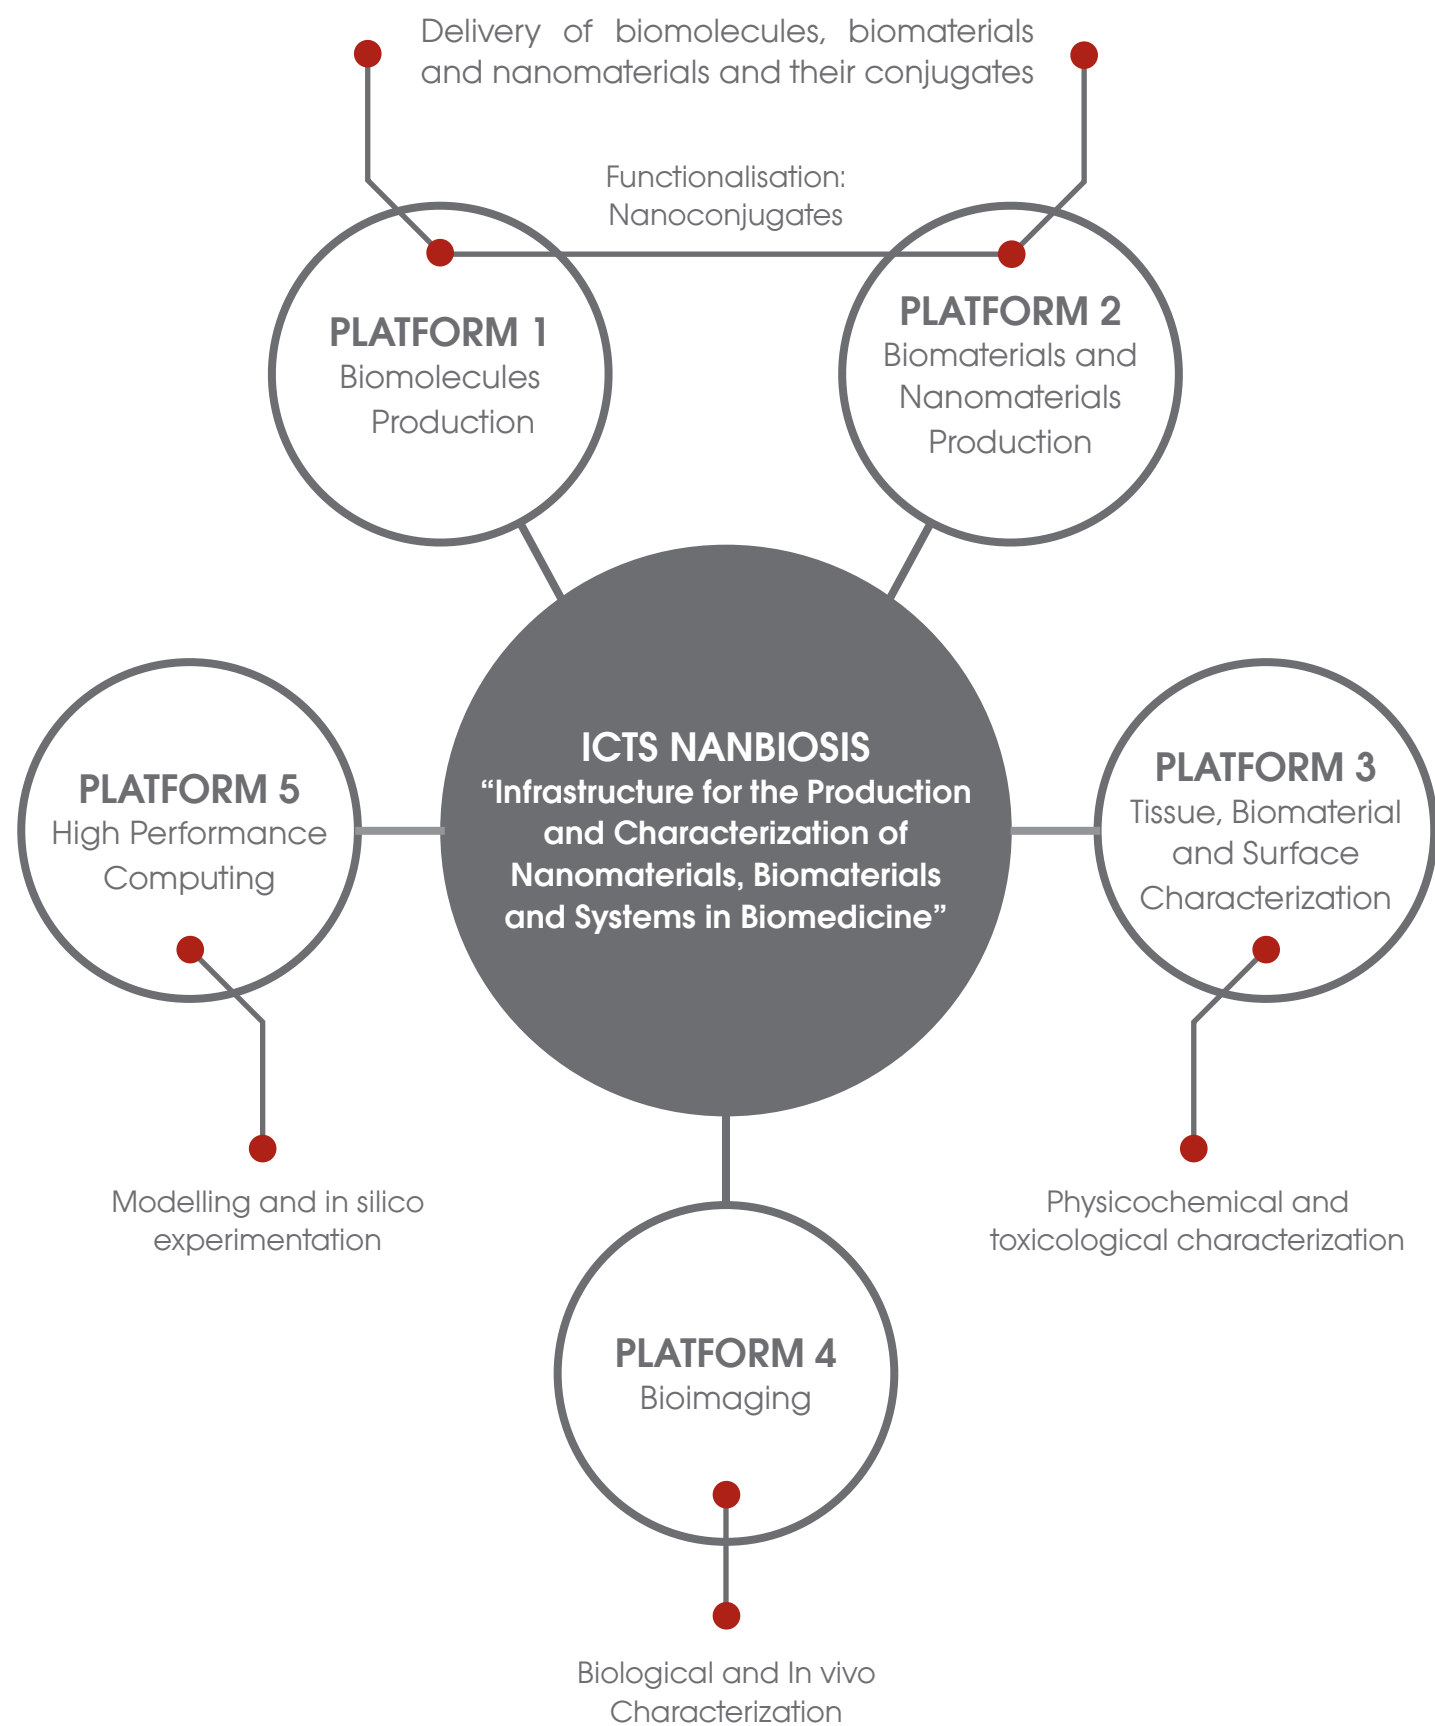 Delivery of biomolecules, biomaterials
and nanomaterials and their conjugates
Functionalisation:
Nanoconjugates
PLATFORM 1
Biomolecules
Production
PLATFORM 2
Biomaterials and
Nanomaterials
Production
ICTS NANBIOSIS
“Infrastructure for the Production
and Characterization of
Nanomaterials, Biomaterials
and Systems in Biomedicine”
PLATFORM 5
High Performance
Computing
PLATFORM 3
Tissue, Biomaterial
and Surface
Characterization
Modelling and in silico
experimentation
Physicochemical and
toxicological characterization
PLATFORM 4
Bioimaging
Biological and In vivo
Characterization